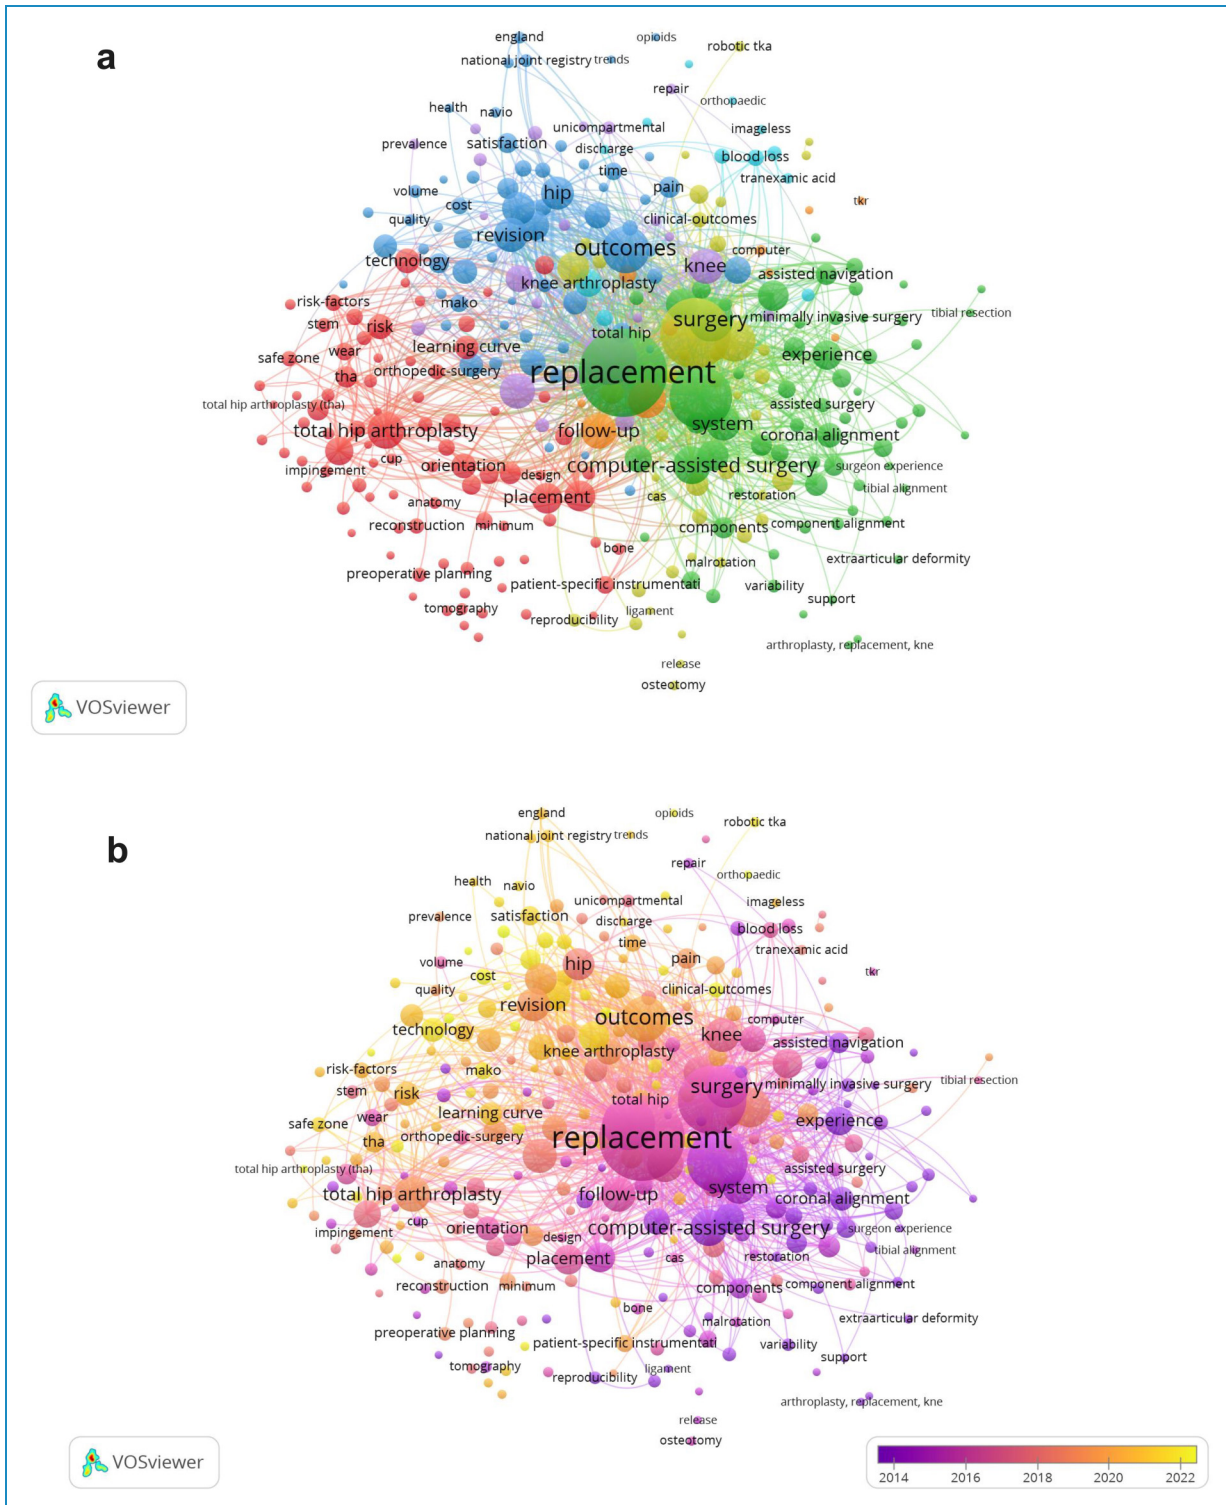 a
england
opioids
robotic tka
national joint registry
trends
repair
orthopaedic
health
navio
unicompartmental
imageless
prevalence
satisfaction
discharge
blood loss
time
tranexamic acid
volume
hip
pain
tkr
cost
quality
clinical-outcomes
revision
outcomes
computer
technology
knee
assisted navigation
knee arthroplasty
risk-factors
mako
tibial resection
stem
risk
total hip
surgery
minimally invasive surgery
safe zone
wear
learning curve
experience
tha
orthopedic-surgery
replacement
total hip arthroplasty (tha)
assisted surgery
total hip arthroplasty
follow-up
system
coronal alignment
impingement
cup
orientation
design
computer-assisted surgery
surgeon experience
anatomy
placement
cas
restoration
tibial alignment
reconstruction
minimum
components
component alignment
bone
malrotation
extraarticular deformity
preoperative planning
patient-specific instrumentati
variability
tomography
reproducibility
ligament
support
arthroplasty, replacement, kne
release
osteotomy
VOSviewer
b
england
opioids
robotic tka
national joint registry
trends
repair
orthopaedic
health
navio
unicompartmental
imageless
prevalence
satisfaction
discharge
blood loss
time
tranexamic acid
volume
hip
pain
tkr
cost
quality
clinical-outcomes
revision
outcomes
computer
technology
knee
assisted navigation
knee arthroplasty
risk-factors
mako
tibial resection
stem
risk
total hip
surgery
minimally invasive surgery
safe zone
wear
learning curve
experience
tha
orthopedic-surgery
replacement
total hip arthroplasty (tha)
assisted surgery
total hip arthroplasty
follow-up
system
coronal alignment
impingement
cup
orientation
design
computer-assisted surgery
surgeon experience
anatomy
placement
cas
restoration
tibial alignment
reconstruction
minimum
components
component alignment
bone
malrotation
extraarticular deformity
preoperative planning
patient-specific instrumentati
variability
tomography
reproducibility
ligament
support
arthroplasty, replacement, kne
release
osteotomy
VOSviewer
2014 2016 2018 2020 2022